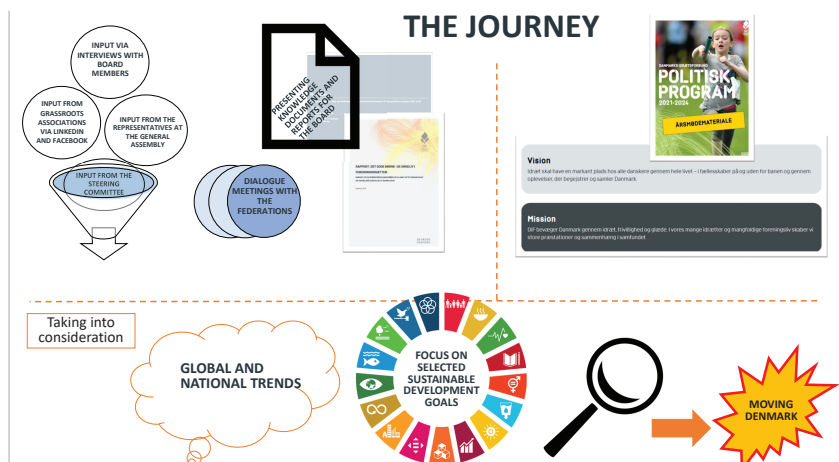 THE JOURNEY
INPUT VIA
INTERVIEWS WITH
BOARD
MEMBERS
INPUT FROM
GRASSROOTS
ASSOCIATIONS
VIA LINKEDIN
AND FACEBOOK
INPUT FROM THE
REPRESENTATIVES AT
THE GENERAL
ASSEMBLY
INPUT FROM THE
STEERING
COMMITTEE
PRESENTING
KNOWLEDGE
DOCUMENTS AND
REPORTS FOR
THE BOARD
DIALOGUE
MEETINGS WITH
THE
FEDERATIONS
DANMARKS IDRÆTSFORBUND
POLITISK
PROGRAM
2021-2024
ÅRSMØDEMATERIALE
Vision
Idræt skal have en markant plads hos alle danskere gennem hele livet – i fællesskaber på og uden for banen og gennem
oplevelser, der begejstrer og samler Danmark.
Mission
DIF bevæger Danmark gennem idræt, frivillighed og glæde. I vores mange idrætter og mangfoldige foreningsliv skaber vi
store præstationer og sammenhæng i samfundet.
Taking into
consideration
GLOBAL AND
NATIONAL TRENDS
FOCUS ON
SELECTED
SUSTAINABLE
DEVELOPMENT
GOALS
MOVING
DENMARK